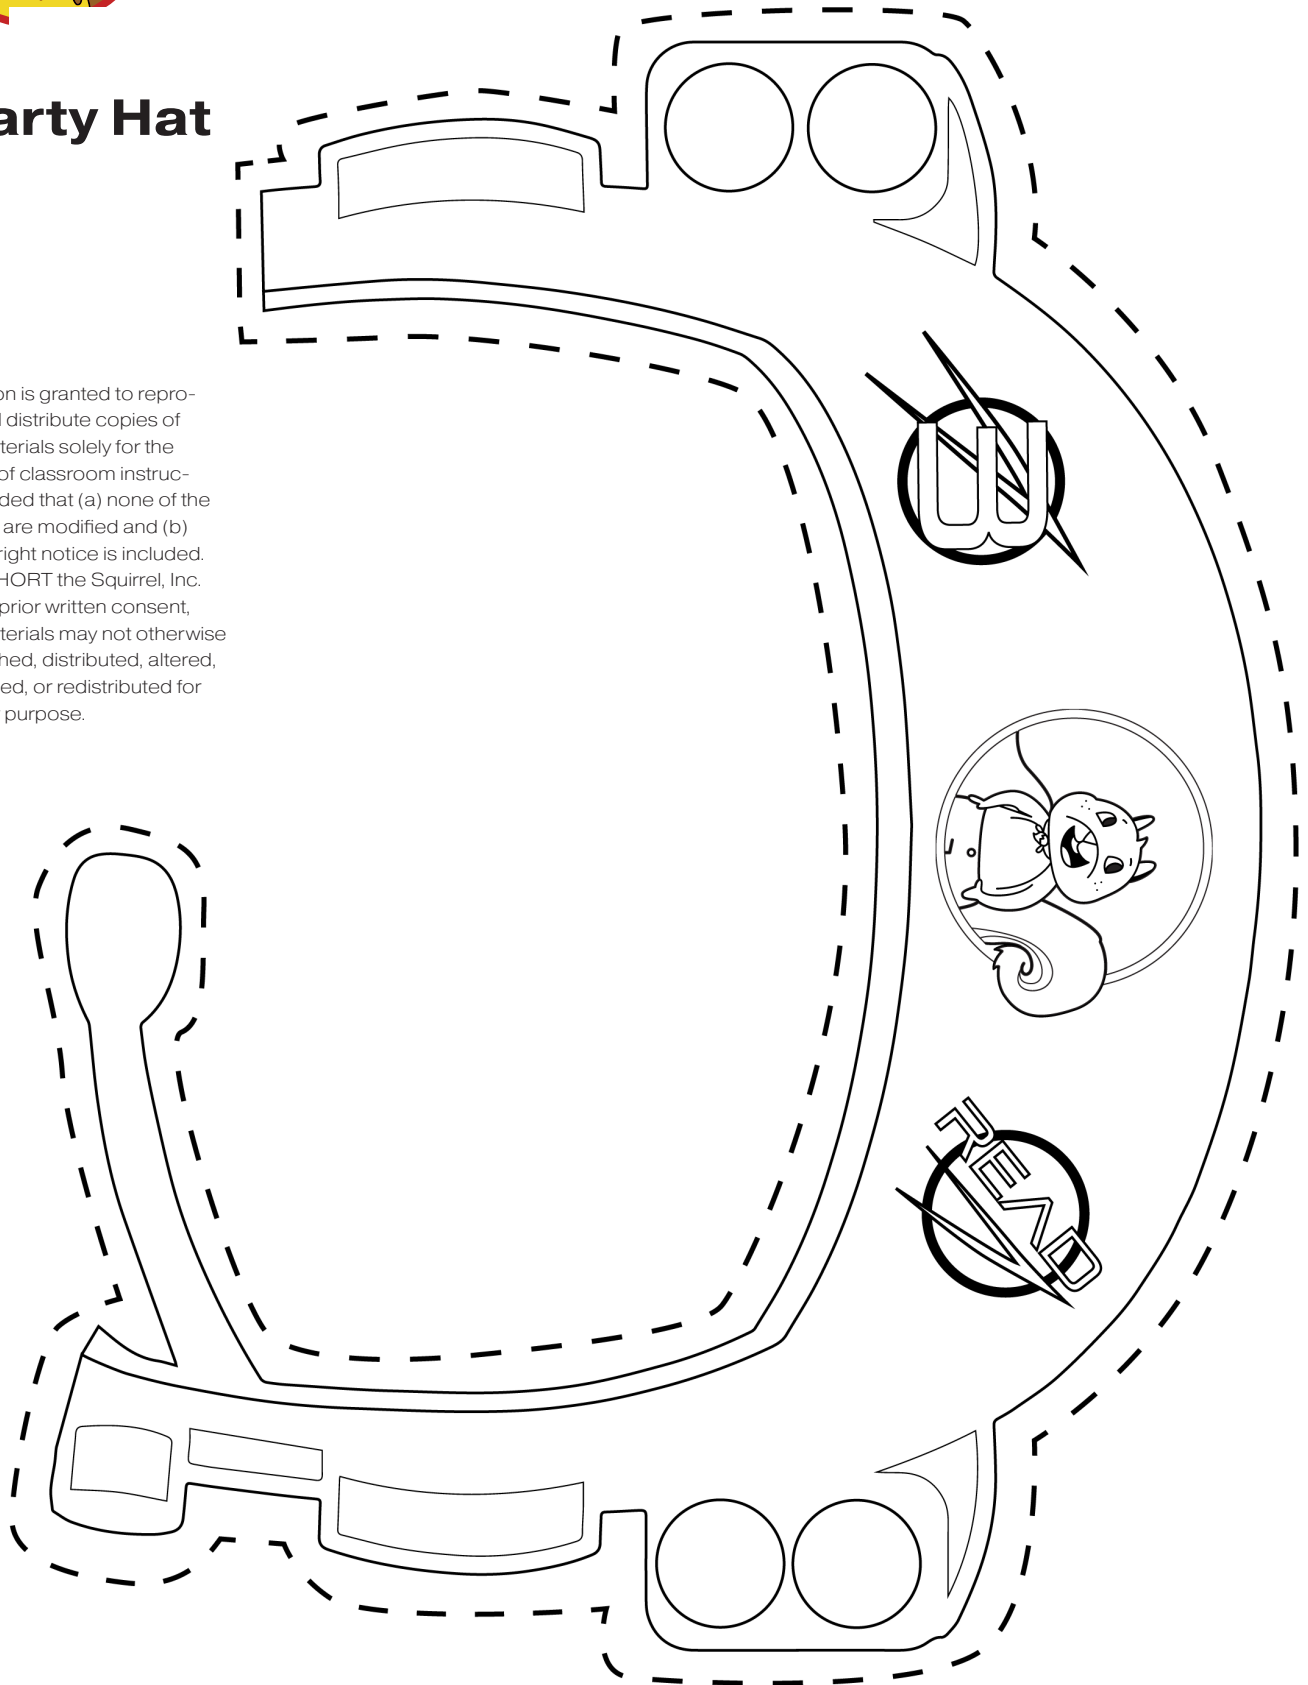 arty Hat
on is granted to repro-
d distribute copies of
terials solely for the
of classroom instruc-
ded that (a) none of the
are modified and (b)
right notice is included.
HORT the Squirrel, Inc.
prior written consent,
terials may not otherwise
hed, distributed, altered,
ed, or redistributed for
purpose.
W
READ